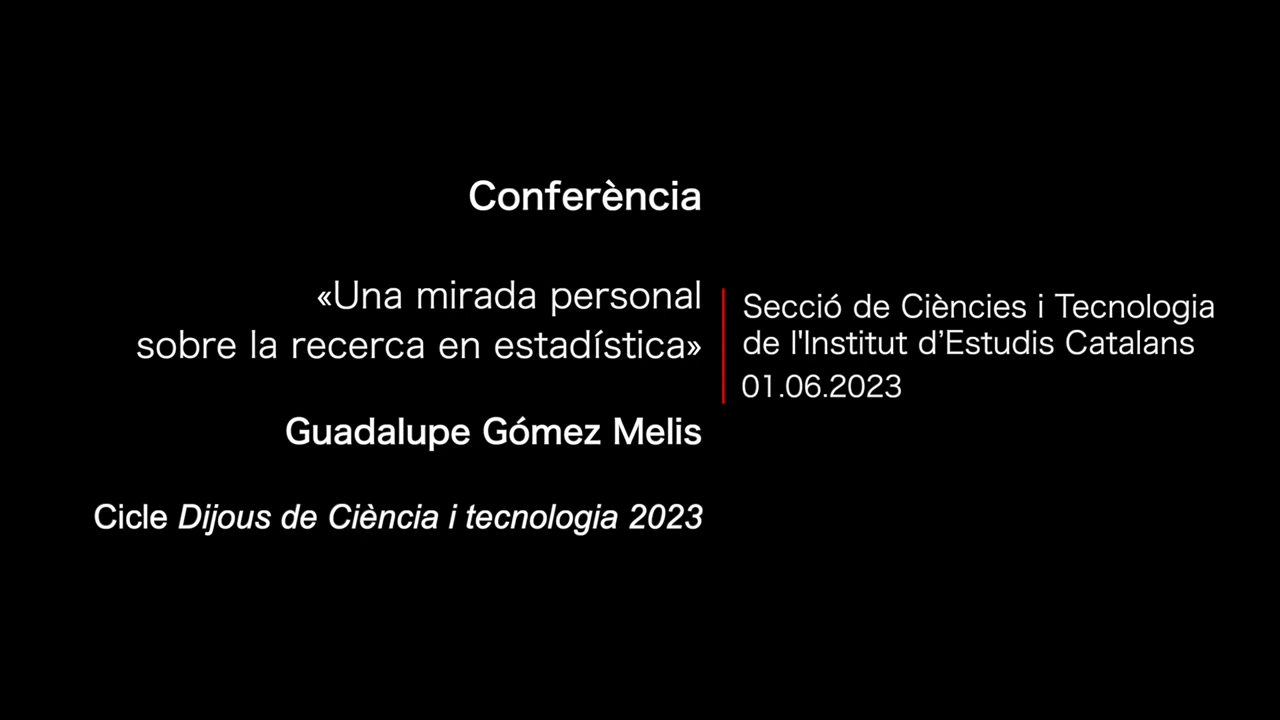 Conferència
«Una mirada personal
sobre la recerca en estadística»
Guadalupe Gómez Melis
Cicle Dijous de Ciència i tecnologia 2023
Secció de Ciències i Tecnologia
de l'Institut d’Estudis Catalans
01.06.2023